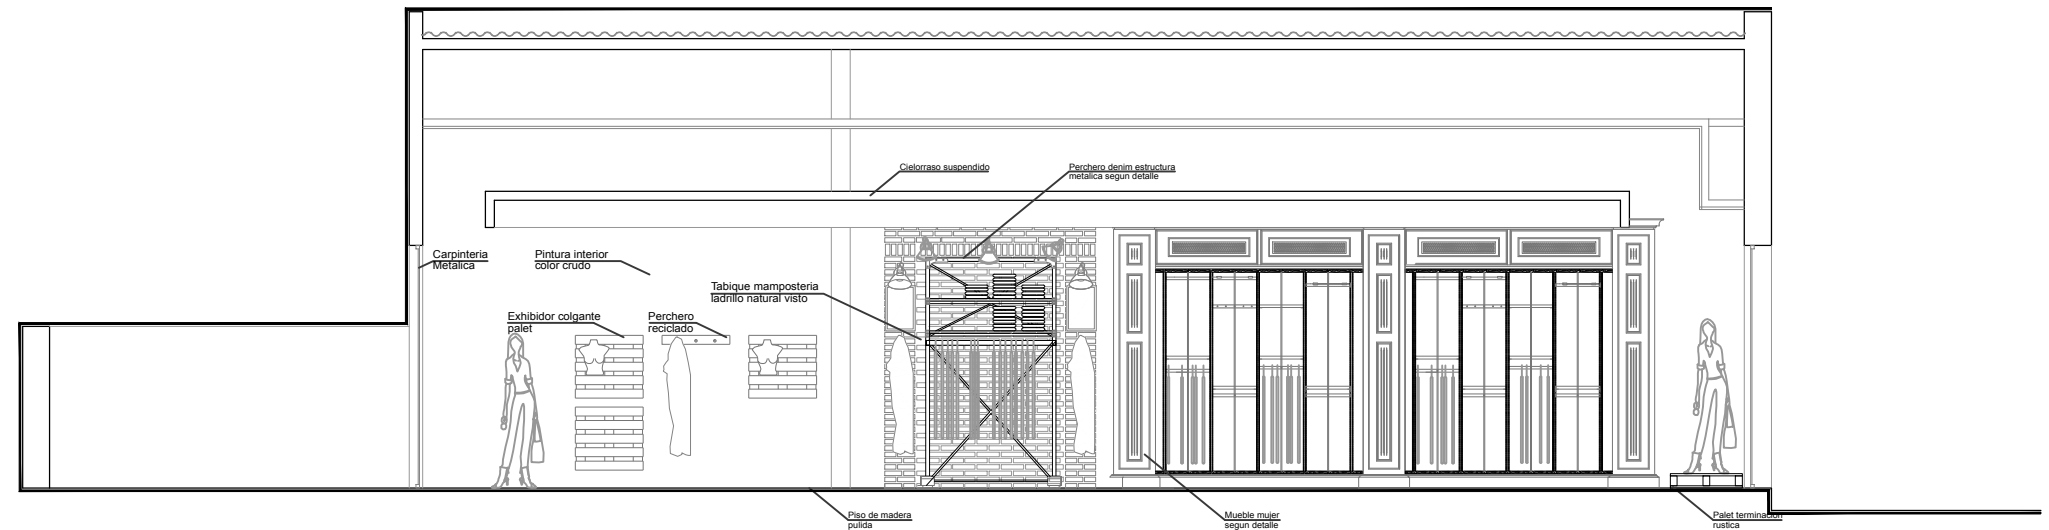 Cielorraso suspendido
Perchero denim estructura
metalica segun detalle
Carpinteria
Metalica
Pintura interior
color crudo
Tabique mamposteria
ladrillo natural visto
Exhibidor colgante
palet
Perchero
reciclado
Piso de madera
pulida
Mueble mujer
segun detalle
Palet terminacion
rustica